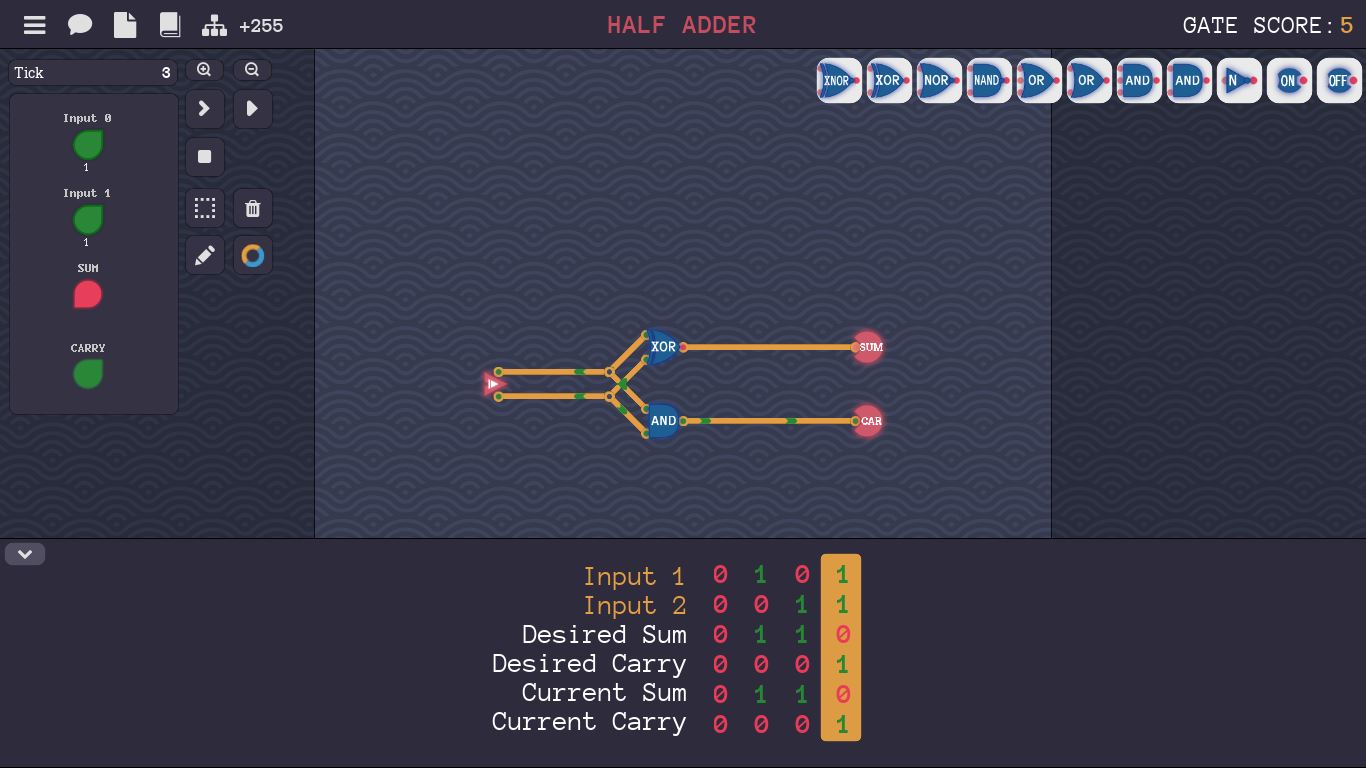 +255
HALF ADDER
GATE SCORE: 5
Tick 3
XNOR XOR NOR NAND OR OR AND AND N ON OFF
Input 0
1
Input 1
1
SUM
CARRY
XOR
SUM
AND
CAR
Input 1 0 1 0 1
Input 2 0 0 1 1
Desired Sum 0 1 1 0
Desired Carry 0 0 0 1
Current Sum 0 1 1 0
Current Carry 0 0 0 1